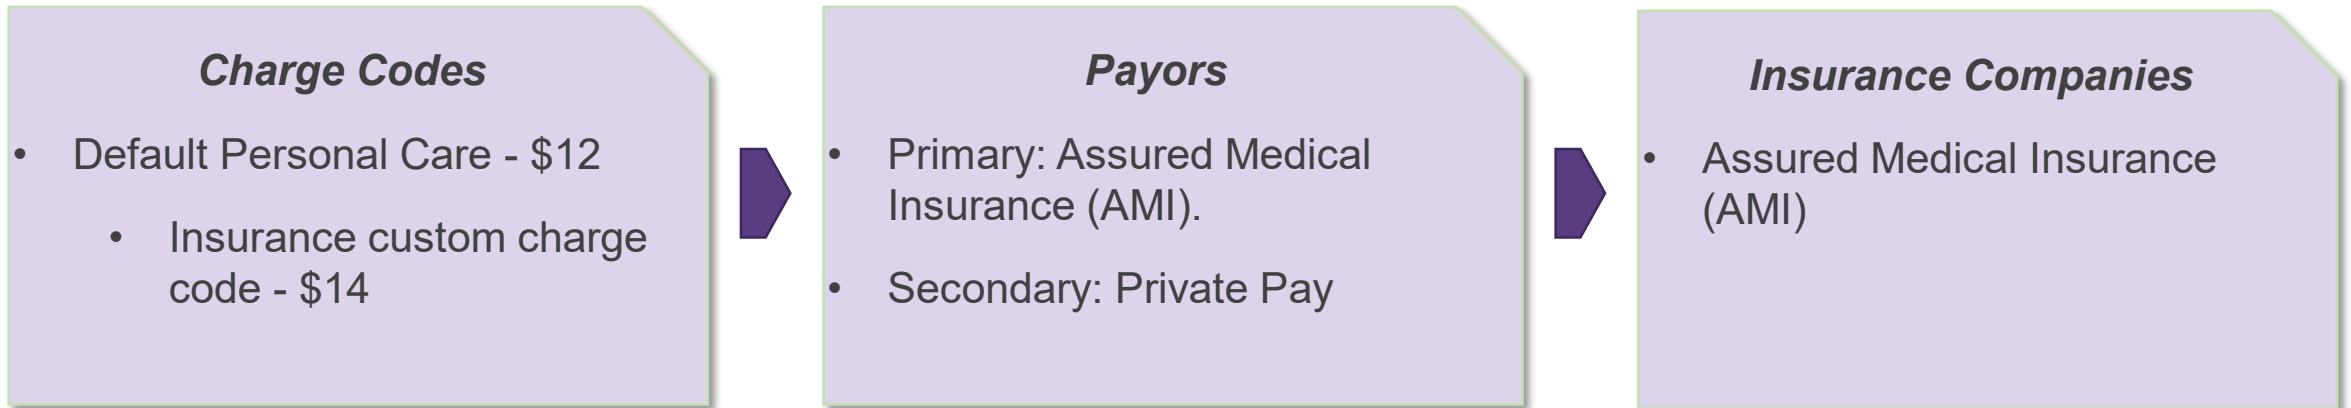 Charge Codes
• Default Personal Care - $12
• Insurance custom charge
code - $14
Payors
• Primary: Assured Medical
Insurance (AMI).
• Secondary: Private Pay
Insurance Companies
• Assured Medical Insurance
(AMI)